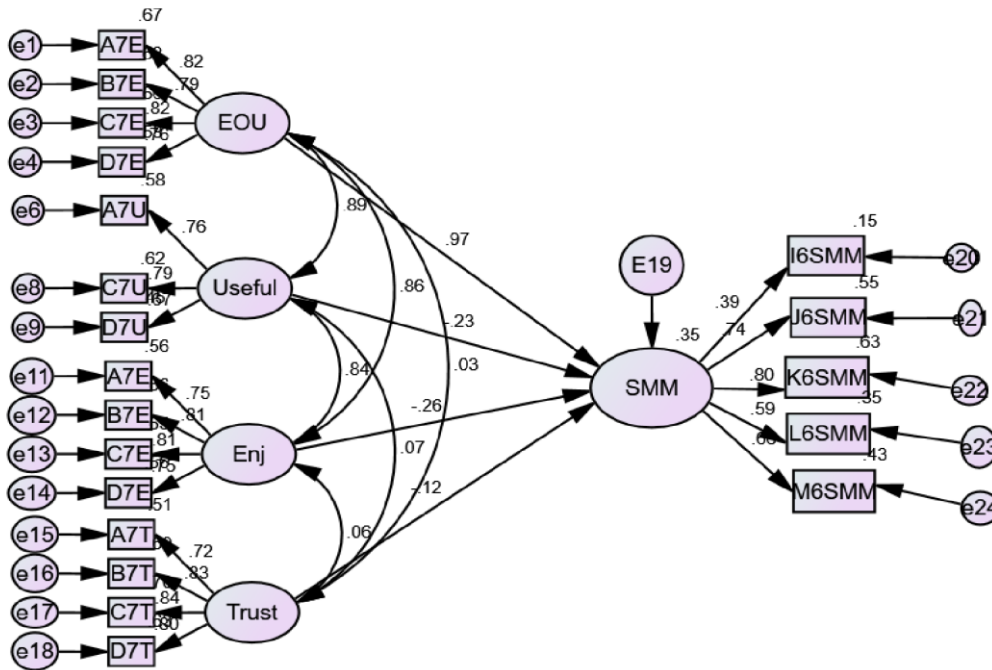 .67
e1 A7E
.82
e2 B7E .79
e3 C7E .82 EOU
.76
e4 D7E
.58
e6 A7U
.76
.89
.97
.15
I6SMM e20
E19
.62
e8 C7U .79 Useful
e9 D7U .67
.86
.39
.55
J6SMM e21
.74
-.23
.35
.03
.56
e11 A7E
.75
.84
SMM
.63
K6SMM e22
.80
e12 B7E .81
-.26
.59
.35
L6SMM e23
e13 C7E .81 Enj
.07
e14 D7E .75
.43
M6SMM e24
-.12
.51
e15 A7T
.72
.06
e16 B7T .83
e17 C7T .84 Trust
.80
e18 D7T